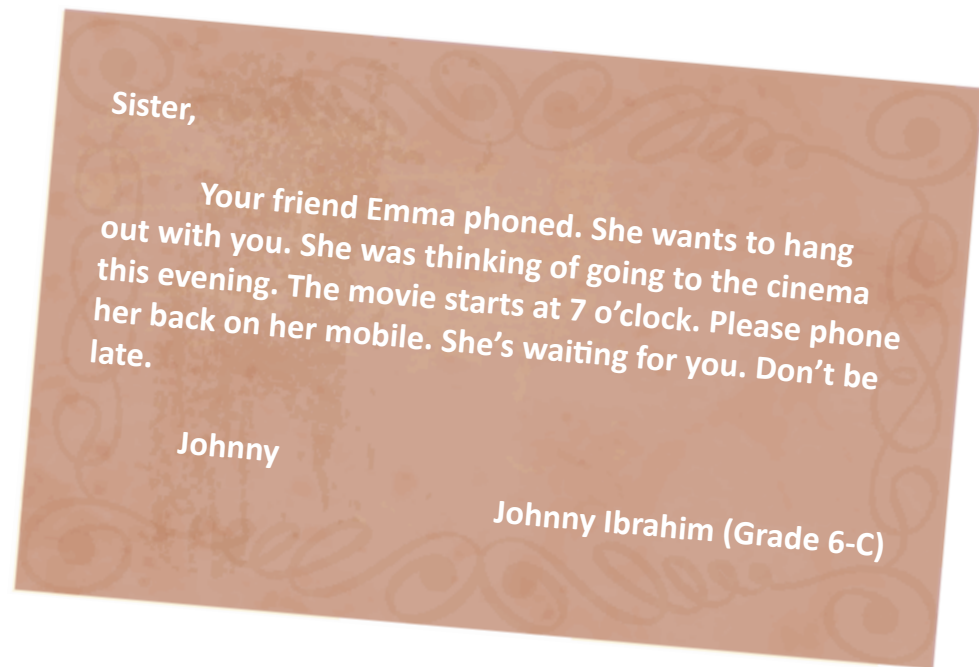 Sister,
Your friend Emma phoned. She wants to hang
out with you. She was thinking of going to the cinema
this evening. The movie starts at 7 o’clock. Please phone
her back on her mobile. She’s waiting for you. Don’t be
late.
Johnny
Johnny Ibrahim (Grade 6-C)